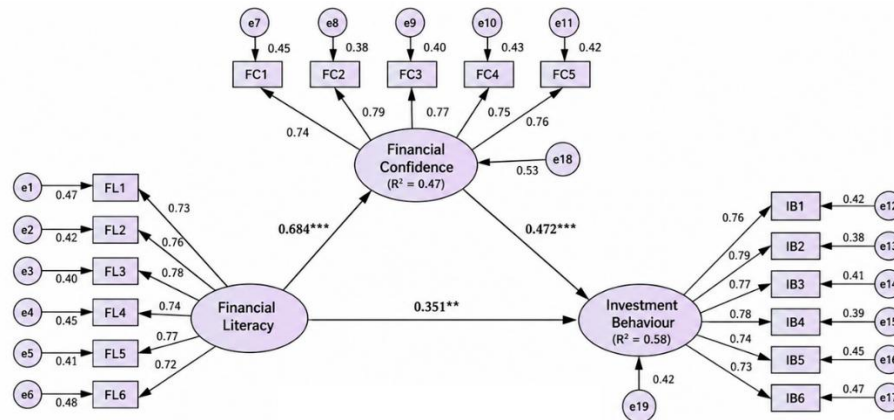 e7
e8
e9
e10
e11
0.45
0.38
0.40
0.43
0.42
FC1
FC2
FC3
FC4
FC5
0.74
0.79
0.77
0.75
0.76
Financial
Confidence
(R² = 0.47)
e18
0.53
e1
0.47
FL1
e2
0.42
FL2
e3
0.40
FL3
e4
0.45
FL4
e5
0.41
FL5
e6
0.48
FL6
0.73
0.76
0.78
0.74
0.77
0.72
Financial
Literacy
0.684***
0.472***
0.351**
Investment
Behaviour
(R² = 0.58)
0.42
e19
0.76
0.79
0.77
0.78
0.74
0.73
IB1
0.42
IB2
0.38
IB3
0.41
IB4
0.39
IB5
0.45
IB6
0.47